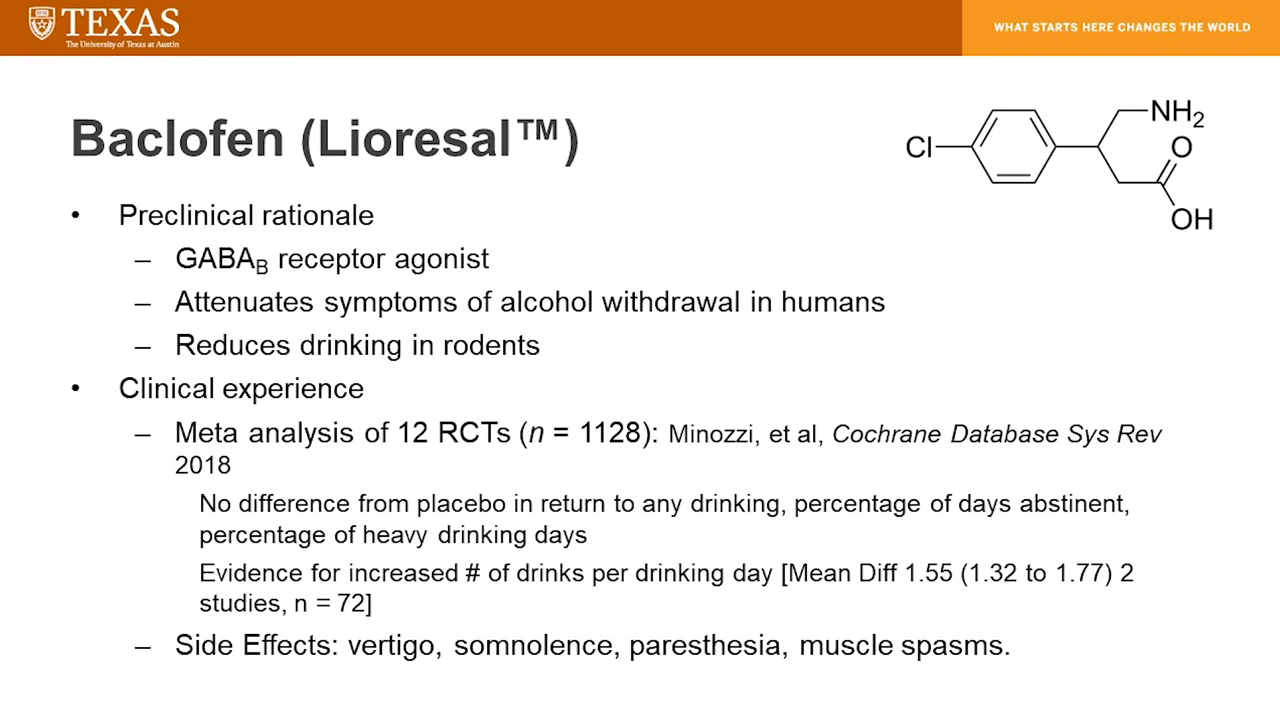 TEXAS
The University of Texas at Austin
WHAT STARTS HERE CHANGES THE WORLD
Baclofen (Lioresal™)
Cl
NH2
O
OH
• Preclinical rationale
– GABAB receptor agonist
– Attenuates symptoms of alcohol withdrawal in humans
– Reduces drinking in rodents
• Clinical experience
– Meta analysis of 12 RCTs (n = 1128): Minozzi, et al, Cochrane Database Sys Rev
2018
No difference from placebo in return to any drinking, percentage of days abstinent,
percentage of heavy drinking days
Evidence for increased # of drinks per drinking day [Mean Diff 1.55 (1.32 to 1.77) 2
studies, n = 72]
– Side Effects: vertigo, somnolence, paresthesia, muscle spasms.